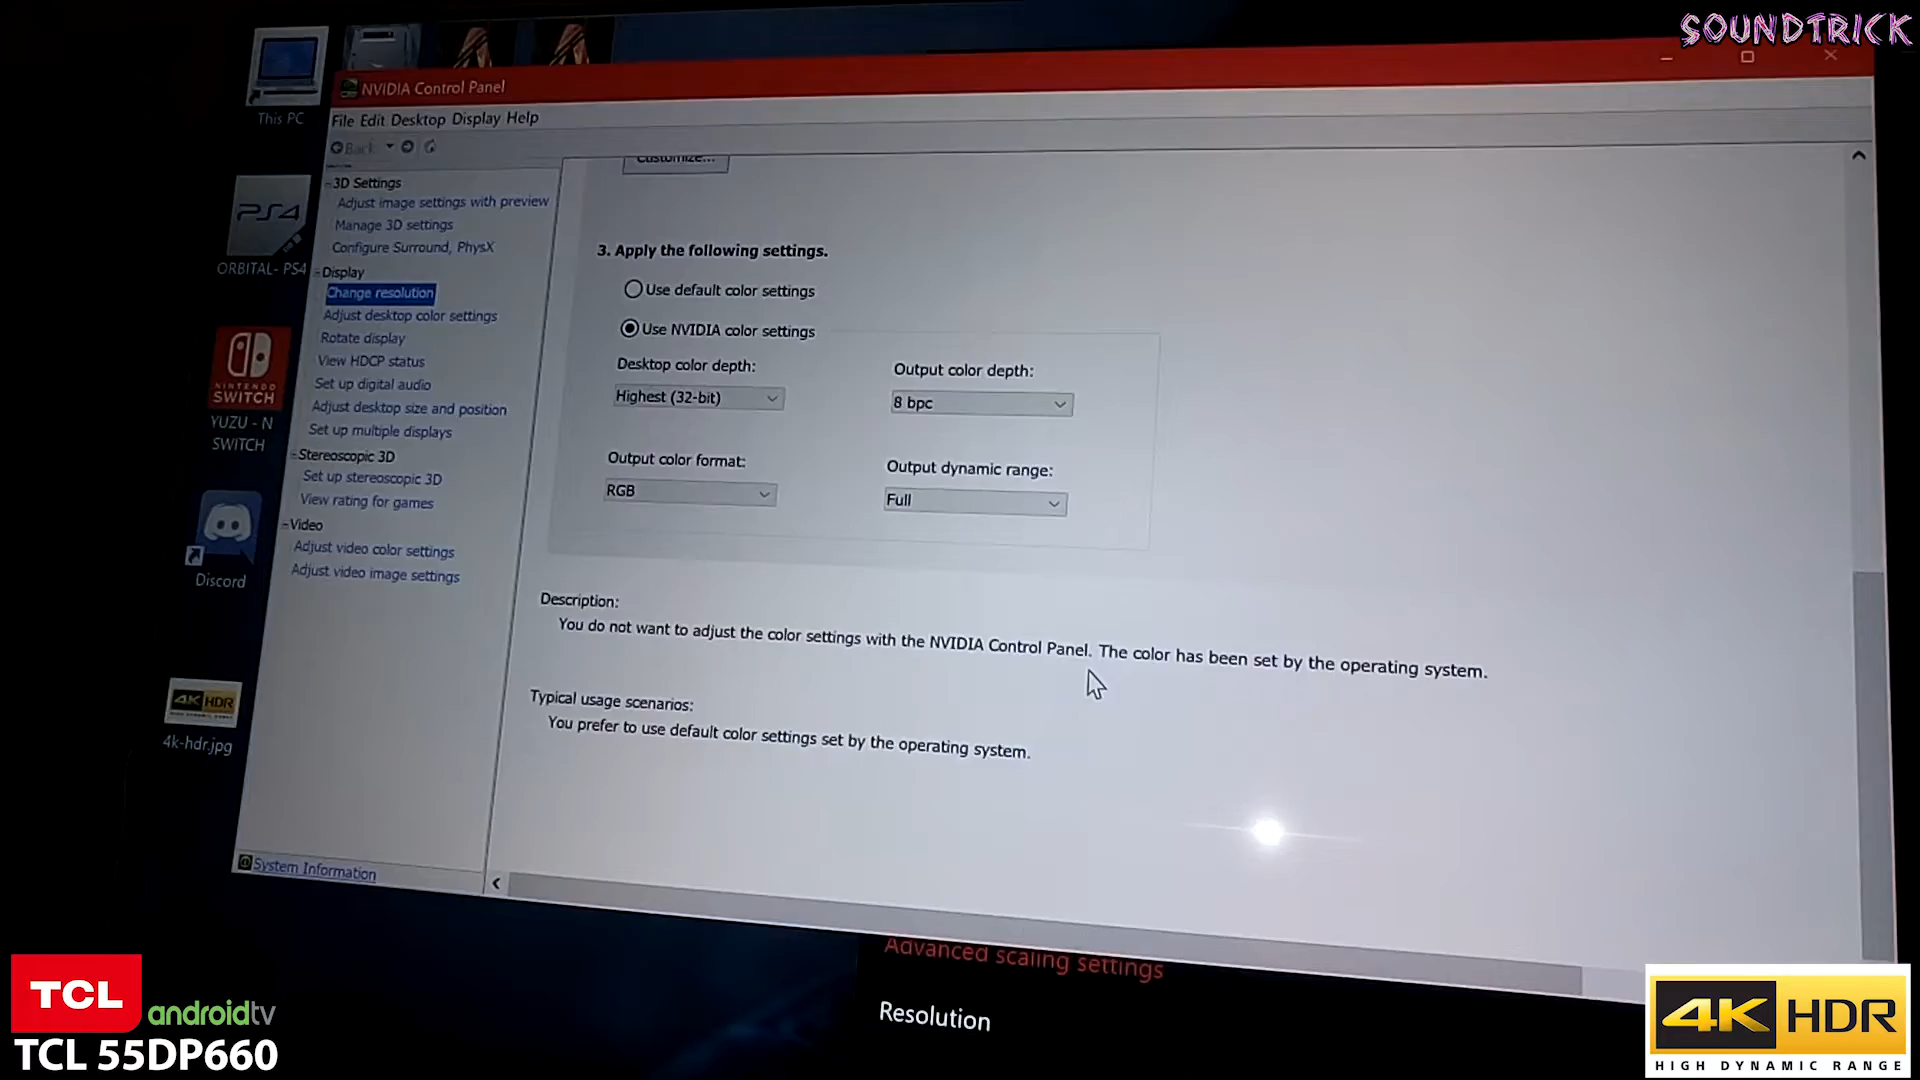 SOUNDTRICK
This PC
NVIDIA Control Panel
File Edit Desktop Display Help
Back
Customize...
3D Settings
Adjust image settings with preview
Manage 3D settings
Configure Surround, PhysX
Display
Change resolution
Adjust desktop color settings
Rotate display
View HDCP status
Set up digital audio
Adjust desktop size and position
Set up multiple displays
Stereoscopic 3D
Set up stereoscopic 3D
View rating for games
Video
Adjust video color settings
Adjust video image settings
System Information
3. Apply the following settings.
Use default color settings
Use NVIDIA color settings
Desktop color depth:
Highest (32-bit)
Output color depth:
8 bpc
Output color format:
RGB
Output dynamic range:
Full
Description:
You do not want to adjust the color settings with the NVIDIA Control Panel. The color has been set by the operating system.
Typical usage scenarios:
You prefer to use default color settings set by the operating system.
PS4
ORBITAL- PS4
NINTENDO
SWITCH
YUZU - N
SWITCH
Discord
4K HDR
4k-hdr.jpg
Advanced scaling settings
Resolution
TCL
androidtv
TCL 55DP660
4K HDR
HIGH DYNAMIC RANGE